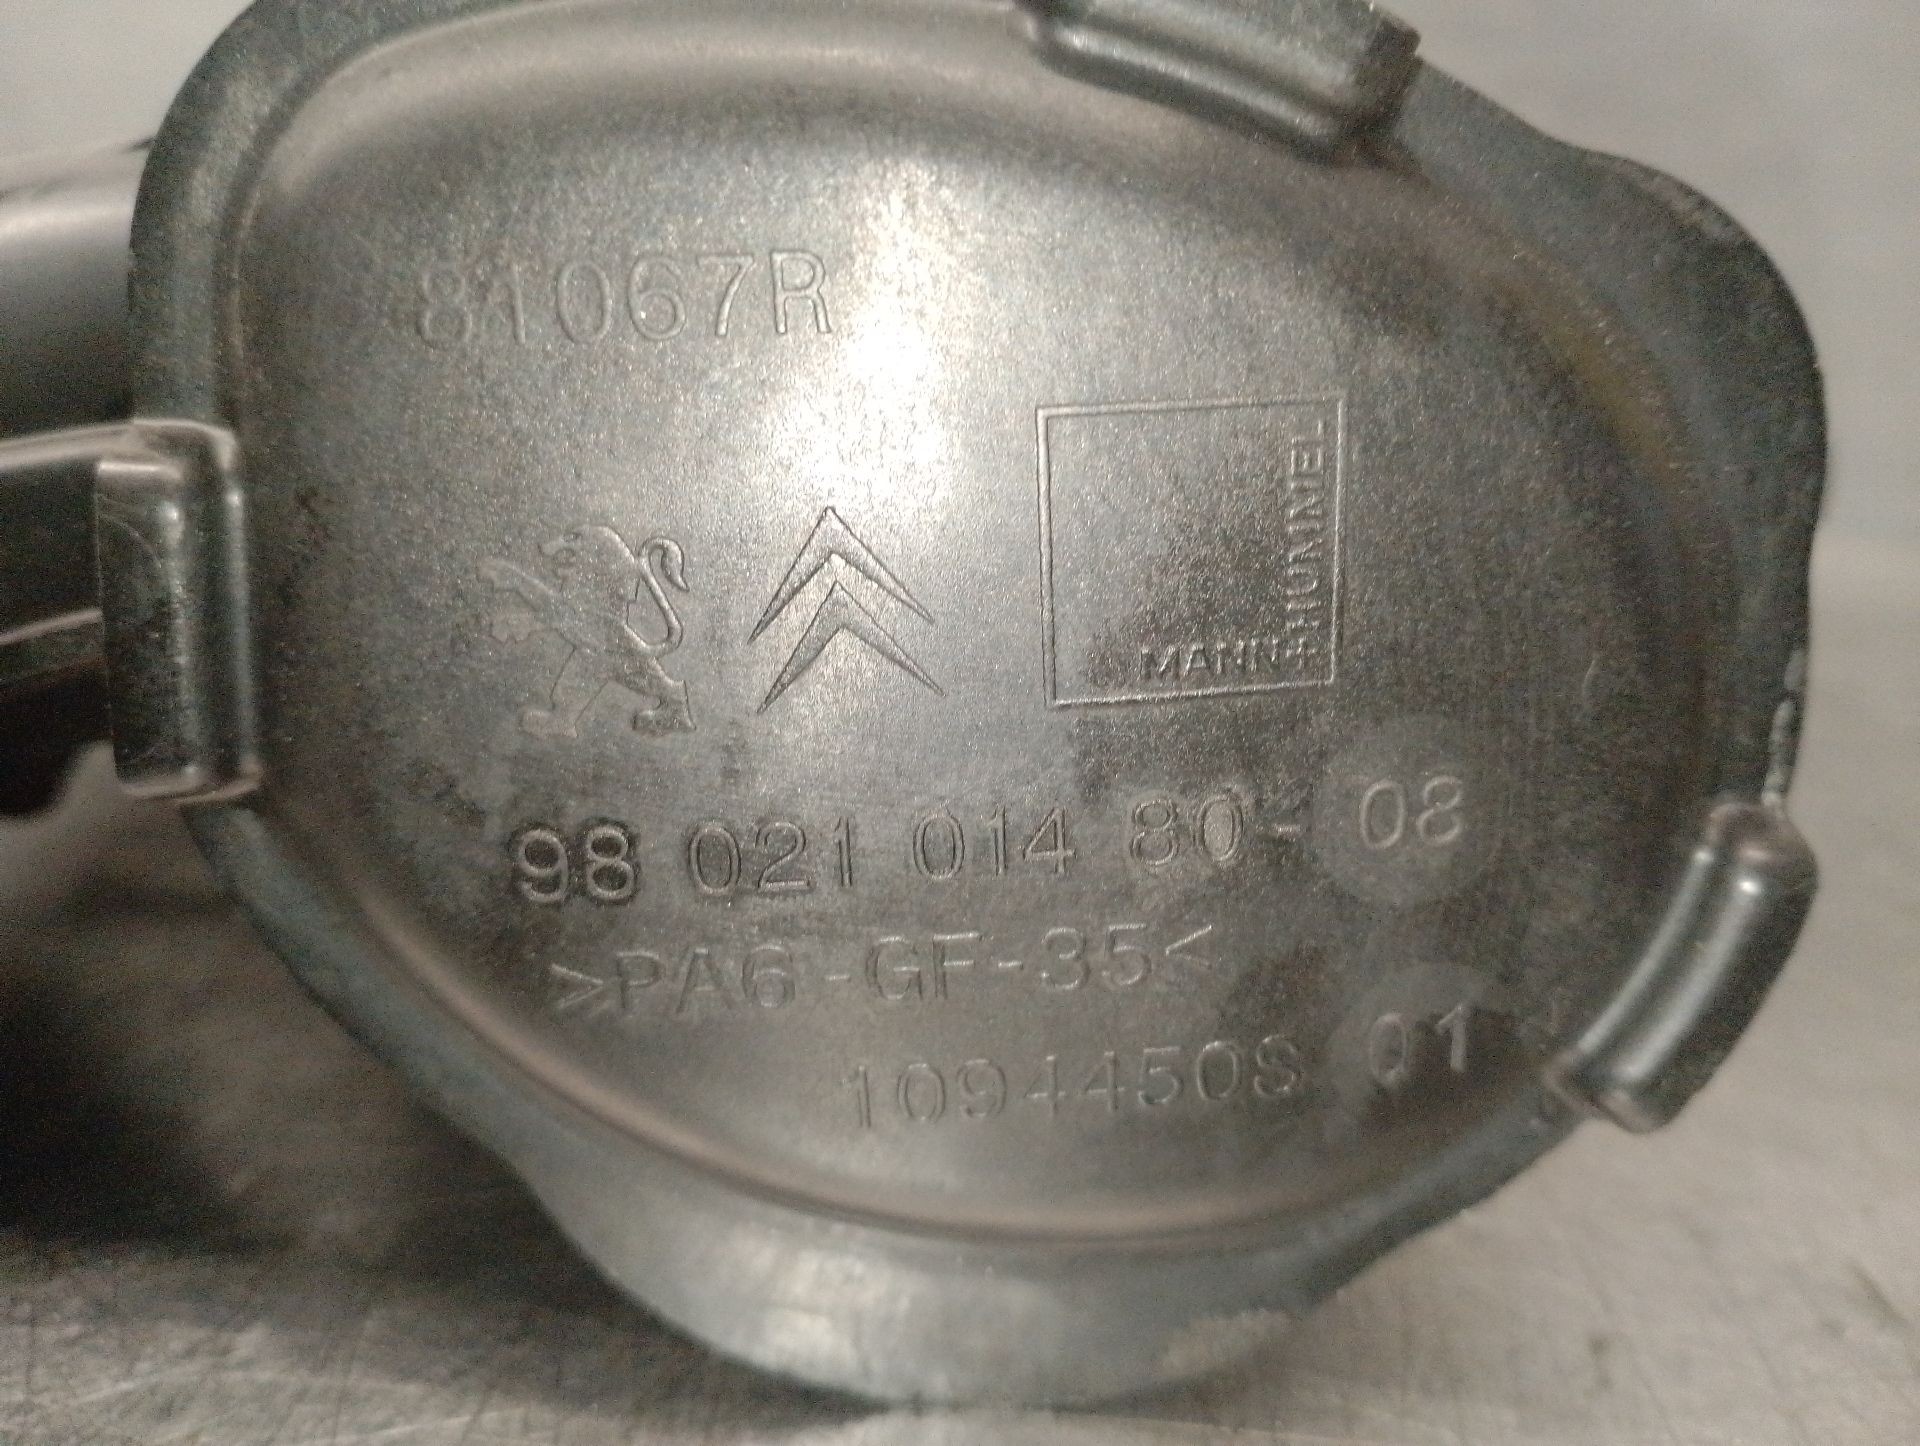 81067R
MANN+HUMMEL
98 021 014 80 08
>PA6-GF-35<
1094450S 01